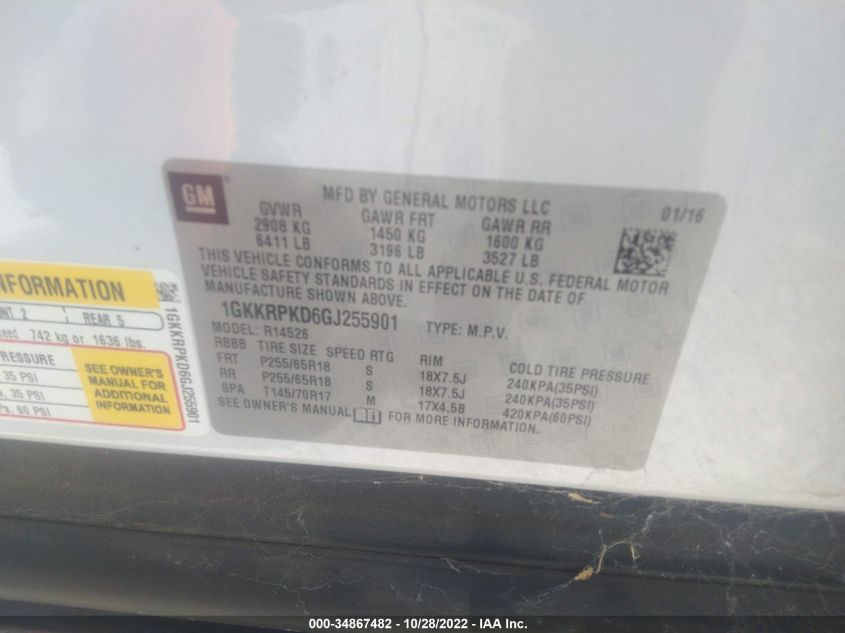 GM
MFD BY GENERAL MOTORS LLC
01/16
GVWR GAWR FRT GAWR RR
2908 KG 1450 KG 1600 KG
6411 LB 3196 LB 3527 LB
THIS VEHICLE CONFORMS TO ALL APPLICABLE U.S. FEDERAL MOTOR
VEHICLE SAFETY STANDARDS IN EFFECT ON THE DATE OF
MANUFACTURE SHOWN ABOVE.
1GKKRPKD6GJ255901 TYPE: M.P.V.
MODEL: R14526
RBBB TIRE SIZE SPEED RTG RIM COLD TIRE PRESSURE
FRT P255/65R18 S 18X7.5J 240KPA(35PSI)
RR P255/65R18 S 18X7.5J 240KPA(35PSI)
SPA T145/70R17 M 17X4.5B 420KPA(60PSI)
SEE OWNER'S MANUAL FOR MORE INFORMATION.
NFORMATION
NT 2 REAR 5
eed 742 kg or 1636 lbs.
PRESSURE
35 PSI
a, 35 PSI
Pa, 60 PSI
SEE OWNER'S
MANUAL FOR
ADDITIONAL
INFORMATION
1GKKRPKD6GJ255901
000-34867482 - 10/28/2022 - IAA Inc.